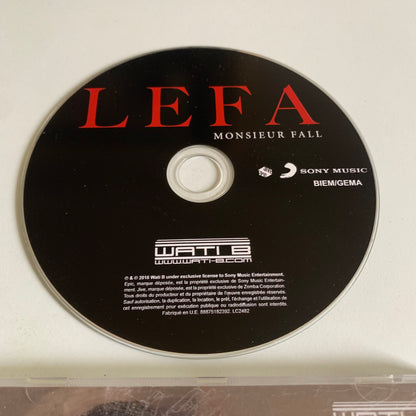 LEFA
MONSIEUR FALL
SONY MUSIC
BIEM/GEMA
WATI B
WWW.WATI-B.COM
℗ & © 2016 Wati B under exclusive license to Sony Music Entertainment.
Epic, marque déposée, est la propriété exclusive de Sony Music Entertain-
ment. Jive, marque déposée, est la propriété exclusive de Zomba Corporation
Tous droits du producteur et du propriétaire de l'œuvre enregistrée réservés.
Sauf autorisation, la duplication, la location, le prêt, l'échange et l'utilisation de
cet enregistrement pour exécution publique ou radiodiffusion sont interdits.
Fabriqué en U.E. 88875182392. LC2482
WATI B